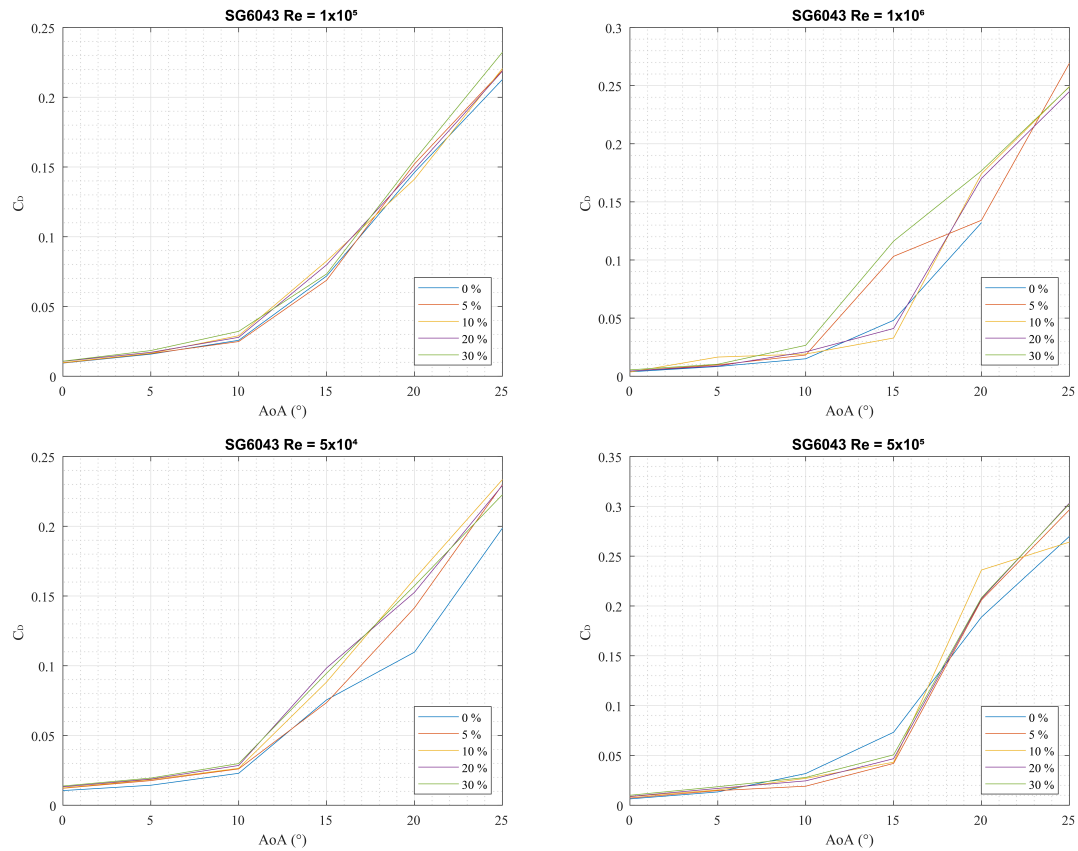 SG6043 Re = 1x10⁵
0.25
0.2
0.15
0.1
0.05
0
C_D
0 5 10 15 20 25
AoA (°)
0 %
5 %
10 %
20 %
30 %
SG6043 Re = 1x10⁶
0.3
0.25
0.2
0.15
0.1
0.05
0
C_D
0 5 10 15 20 25
AoA (°)
0 %
5 %
10 %
20 %
30 %
SG6043 Re = 5x10⁴
0.25
0.2
0.15
0.1
0.05
0
C_D
0 5 10 15 20 25
AoA (°)
0 %
5 %
10 %
20 %
30 %
SG6043 Re = 5x10⁵
0.35
0.3
0.25
0.2
0.15
0.1
0.05
0
C_D
0 5 10 15 20 25
AoA (°)
0 %
5 %
10 %
20 %
30 %